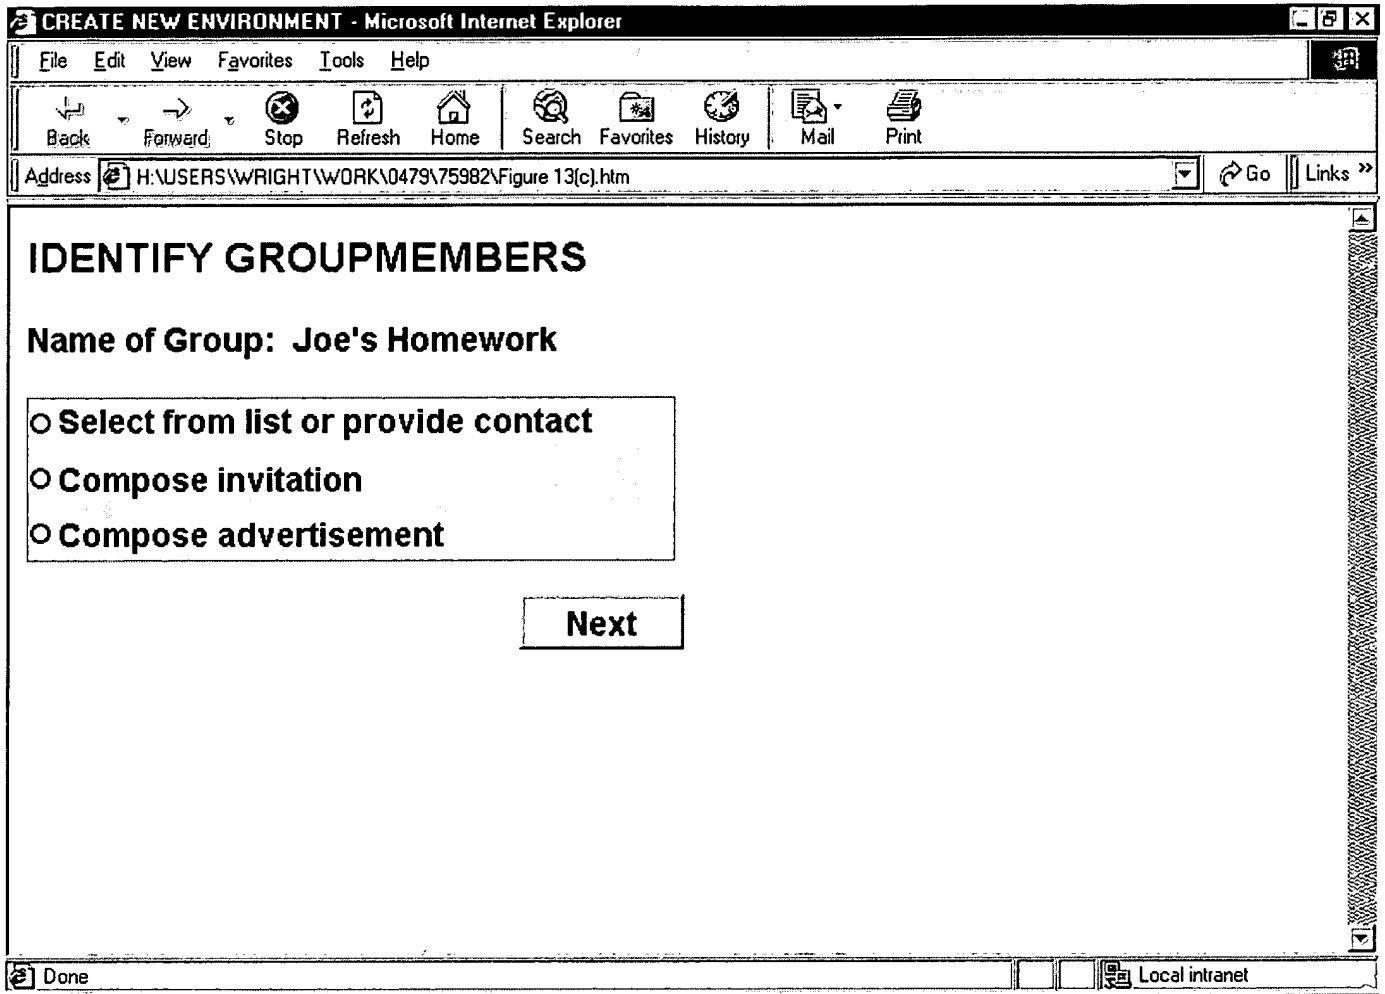 CREATE NEW ENVIRONMENT - Microsoft Internet Explorer
File Edit View Favorites Tools Help
Back Forward Stop Refresh Home Search Favorites History Mail Print
Address H:\USERS\WRIGHT\WORK\0479\75982\Figure 13(c).htm Go Links »
IDENTIFY GROUPMEMBERS
Name of Group: Joe's Homework
Select from list or provide contact
Compose invitation
Compose advertisement
Next
Done Local intranet